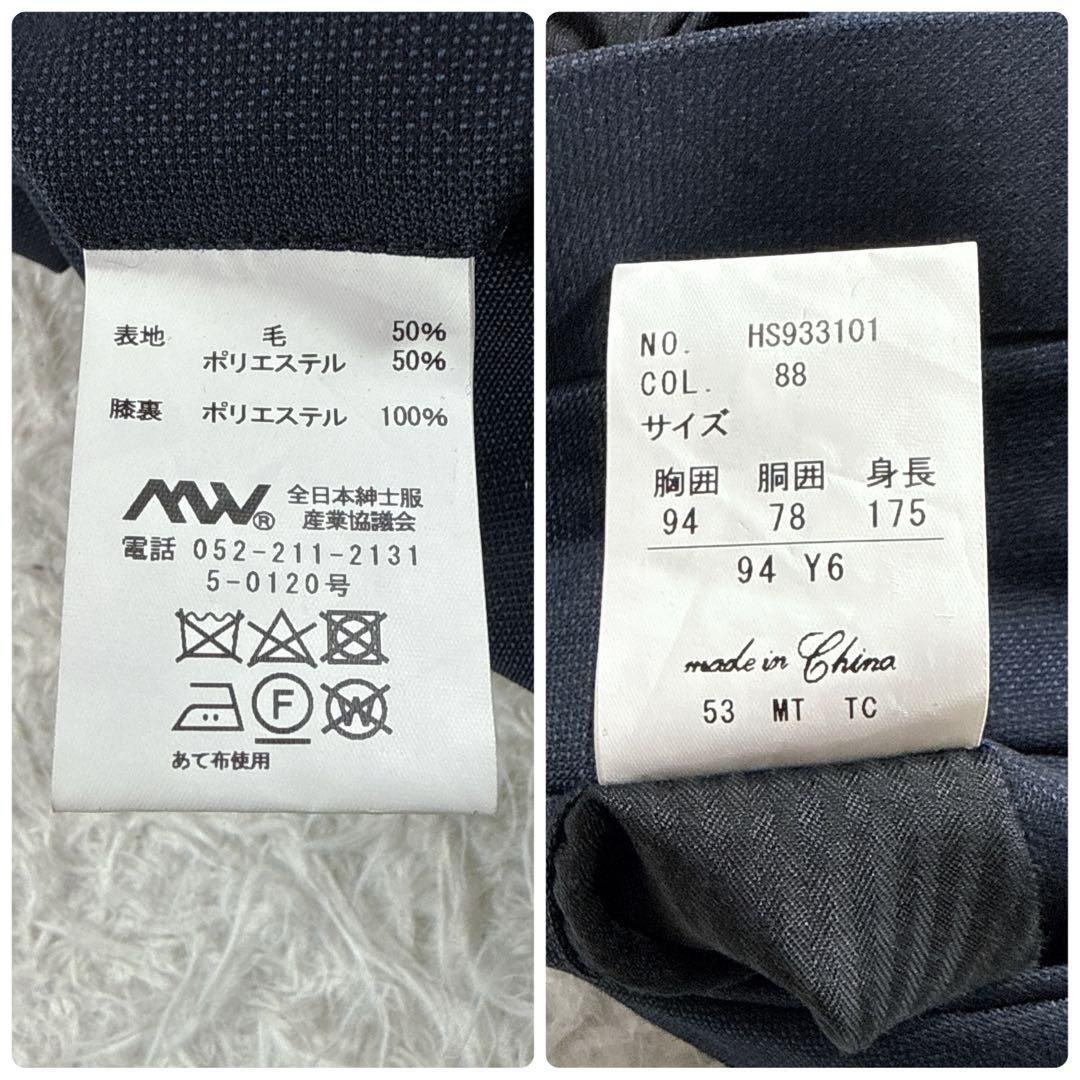 表地 毛 50%
ポリエステル 50%
膝裏 ポリエステル 100%
MW® 全日本紳士服
産業協議会
電話 052-211-2131
5-0120号
F W
あて布使用
NO. HS933101
COL. 88
サイズ
胸囲 胴囲 身長
94 78 175
94 Y6
made in China
53 MT TC